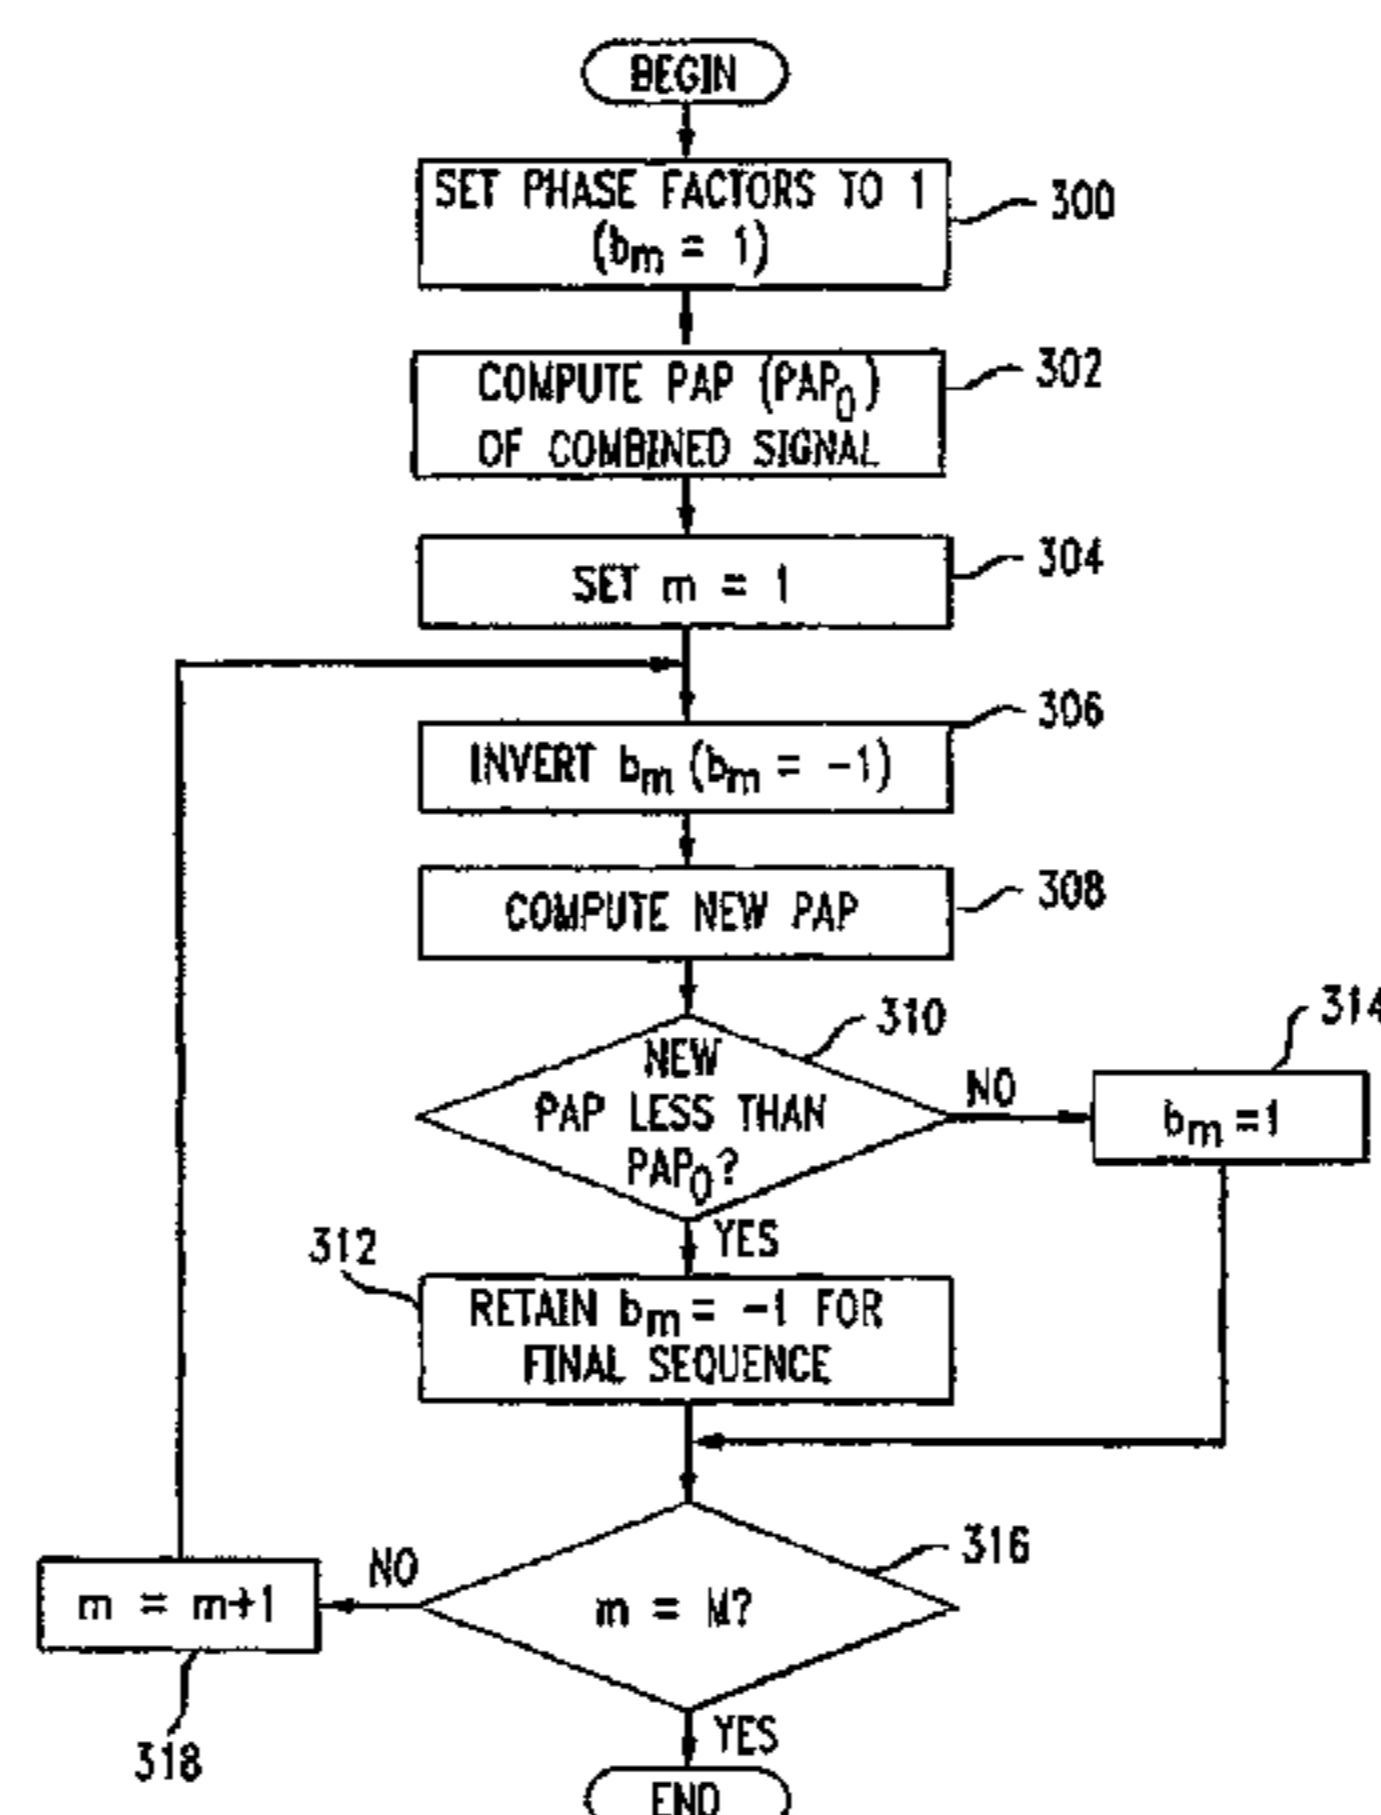 BEGIN
SET PHASE FACTORS TO 1
(bm = 1)
300
COMPUTE PAP (PAP0)
OF COMBINED SIGNAL
302
SET m = 1
304
INVERT bm (bm = -1)
306
COMPUTE NEW PAP
308
NEW
PAP LESS THAN
PAP0?
310
NO
bm =1
314
YES
312
RETAIN bm = -1 FOR
FINAL SEQUENCE
m = M?
316
NO
m = m+1
318
YES
END